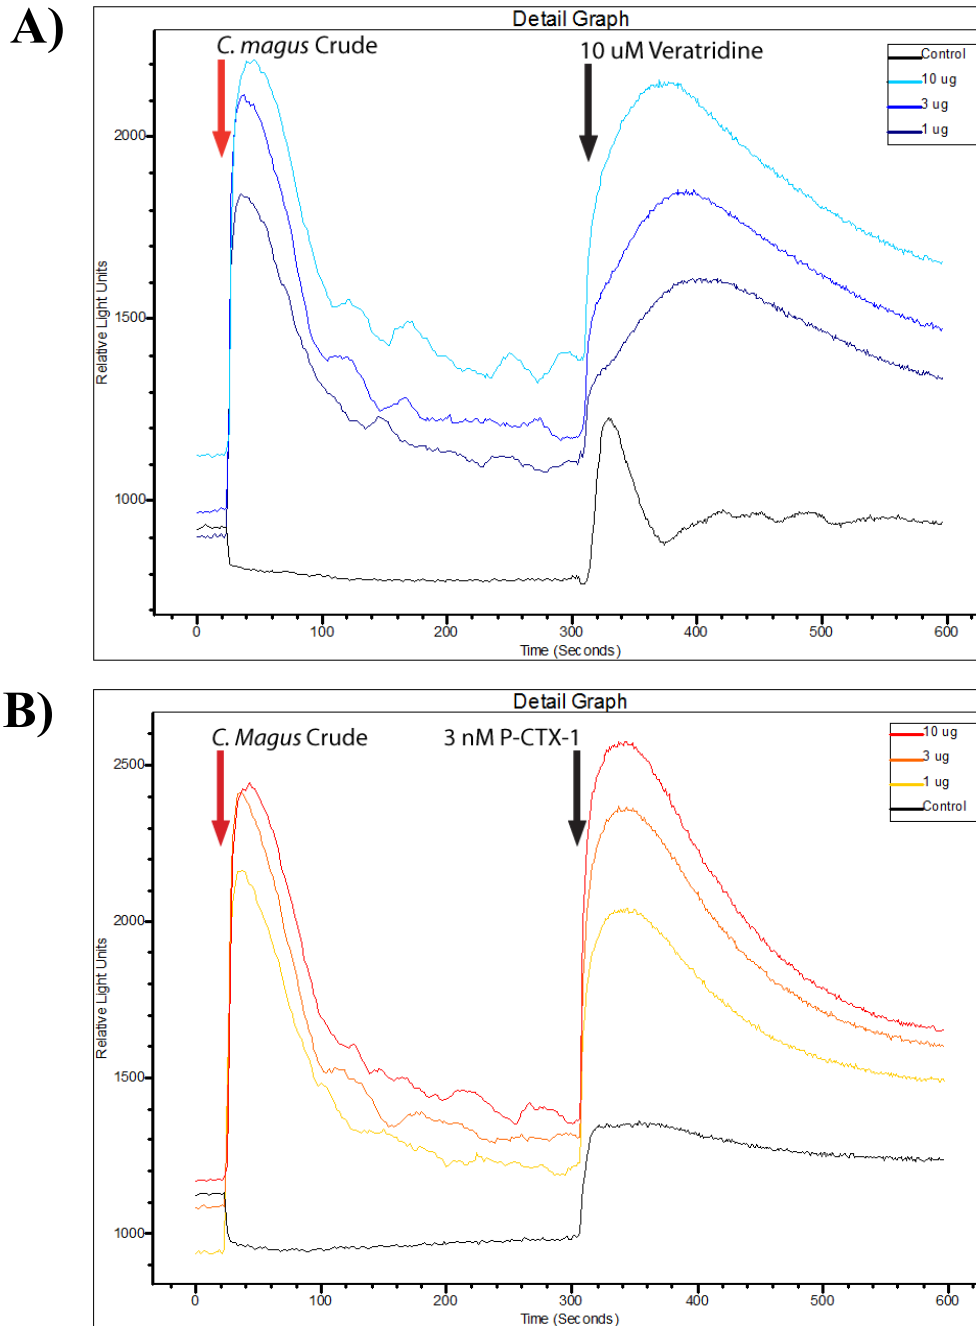 A)
Detail Graph
C. magus Crude
10 uM Veratridine
Control
10 ug
3 ug
1 ug
2000
1500
1000
Relative Light Units
0
100
200
300
400
500
600
Time (Seconds)
B)
Detail Graph
C. Magus Crude
3 nM P-CTX-1
10 ug
3 ug
1 ug
Control
2500
2000
1500
1000
Relative Light Units
0
100
200
300
400
500
600
Time (Seconds)